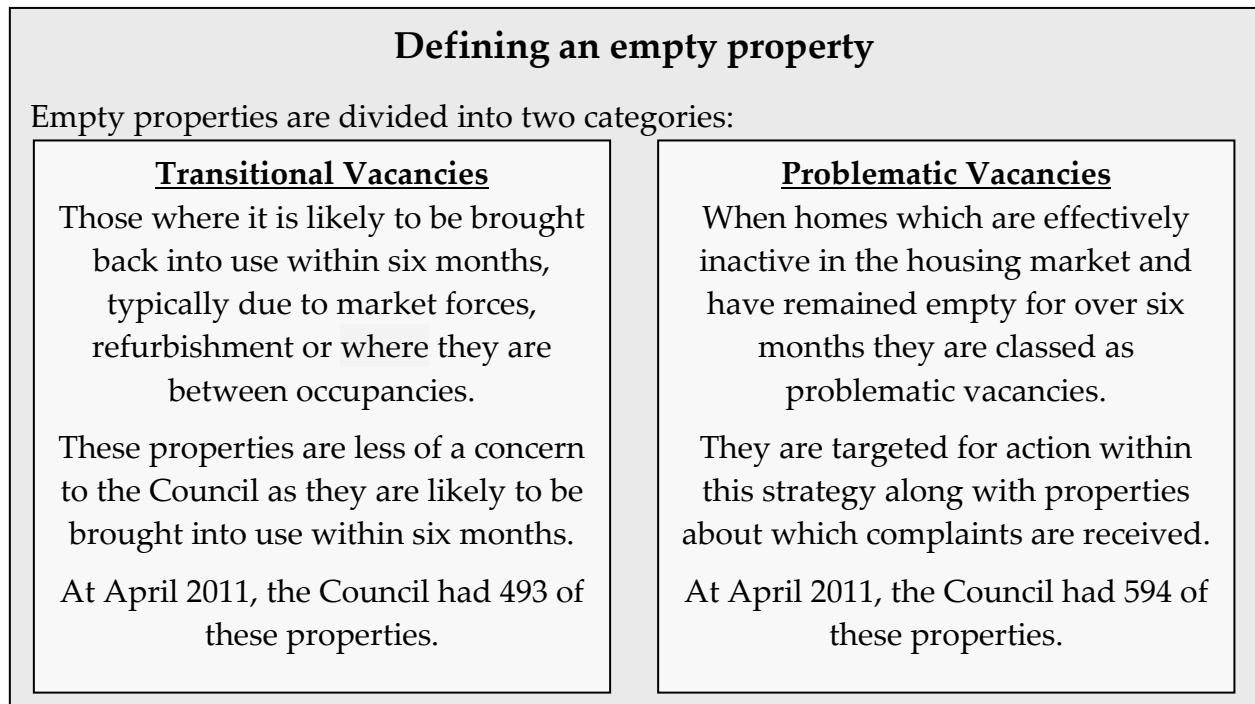 Defining an empty property
Empty properties are divided into two categories:
Transitional Vacancies
Those where it is likely to be brought
back into use within six months,
typically due to market forces,
refurbishment or where they are
between occupancies.
These properties are less of a concern
to the Council as they are likely to be
brought into use within six months.
At April 2011, the Council had 493 of
these properties.
Problematic Vacancies
When homes which are effectively
inactive in the housing market and
have remained empty for over six
months they are classed as
problematic vacancies.
They are targeted for action within
this strategy along with properties
about which complaints are received.
At April 2011, the Council had 594 of
these properties.